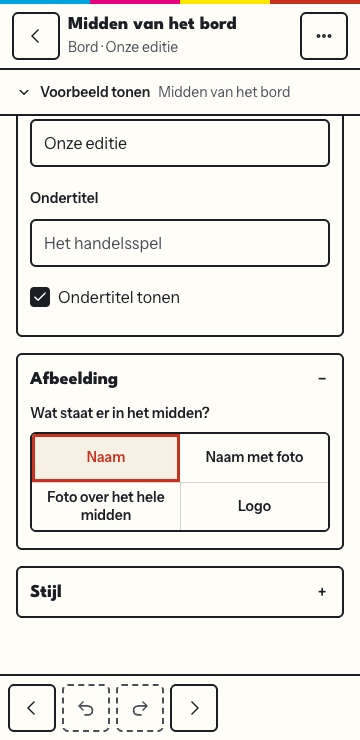 Midden van het bord
Bord · Onze editie
Voorbeeld tonen Midden van het bord
Onze editie
Ondertitel
Het handelsspel
Ondertitel tonen
Afbeelding
Wat staat er in het midden?
Naam
Naam met foto
Foto over het hele
midden
Logo
Stijl